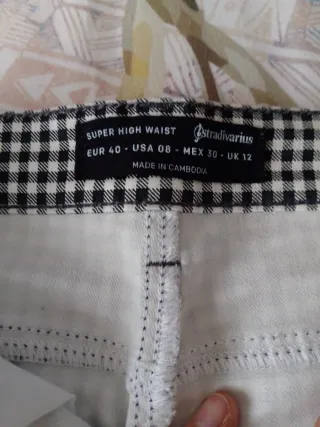 SUPER HIGH WAIST stradivarius
EUR 40 - USA 08 - MEX 30 - UK 12
MADE IN CAMBODIA